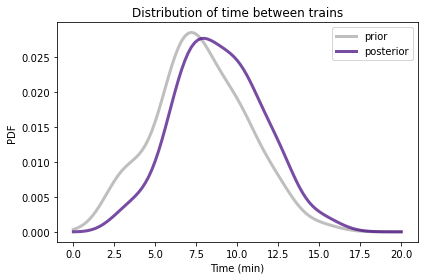 Distribution of time between trains
prior
posterior
PDF
0.025
0.020
0.015
0.010
0.005
0.000
0.0 2.5 5.0 7.5 10.0 12.5 15.0 17.5 20.0
Time (min)